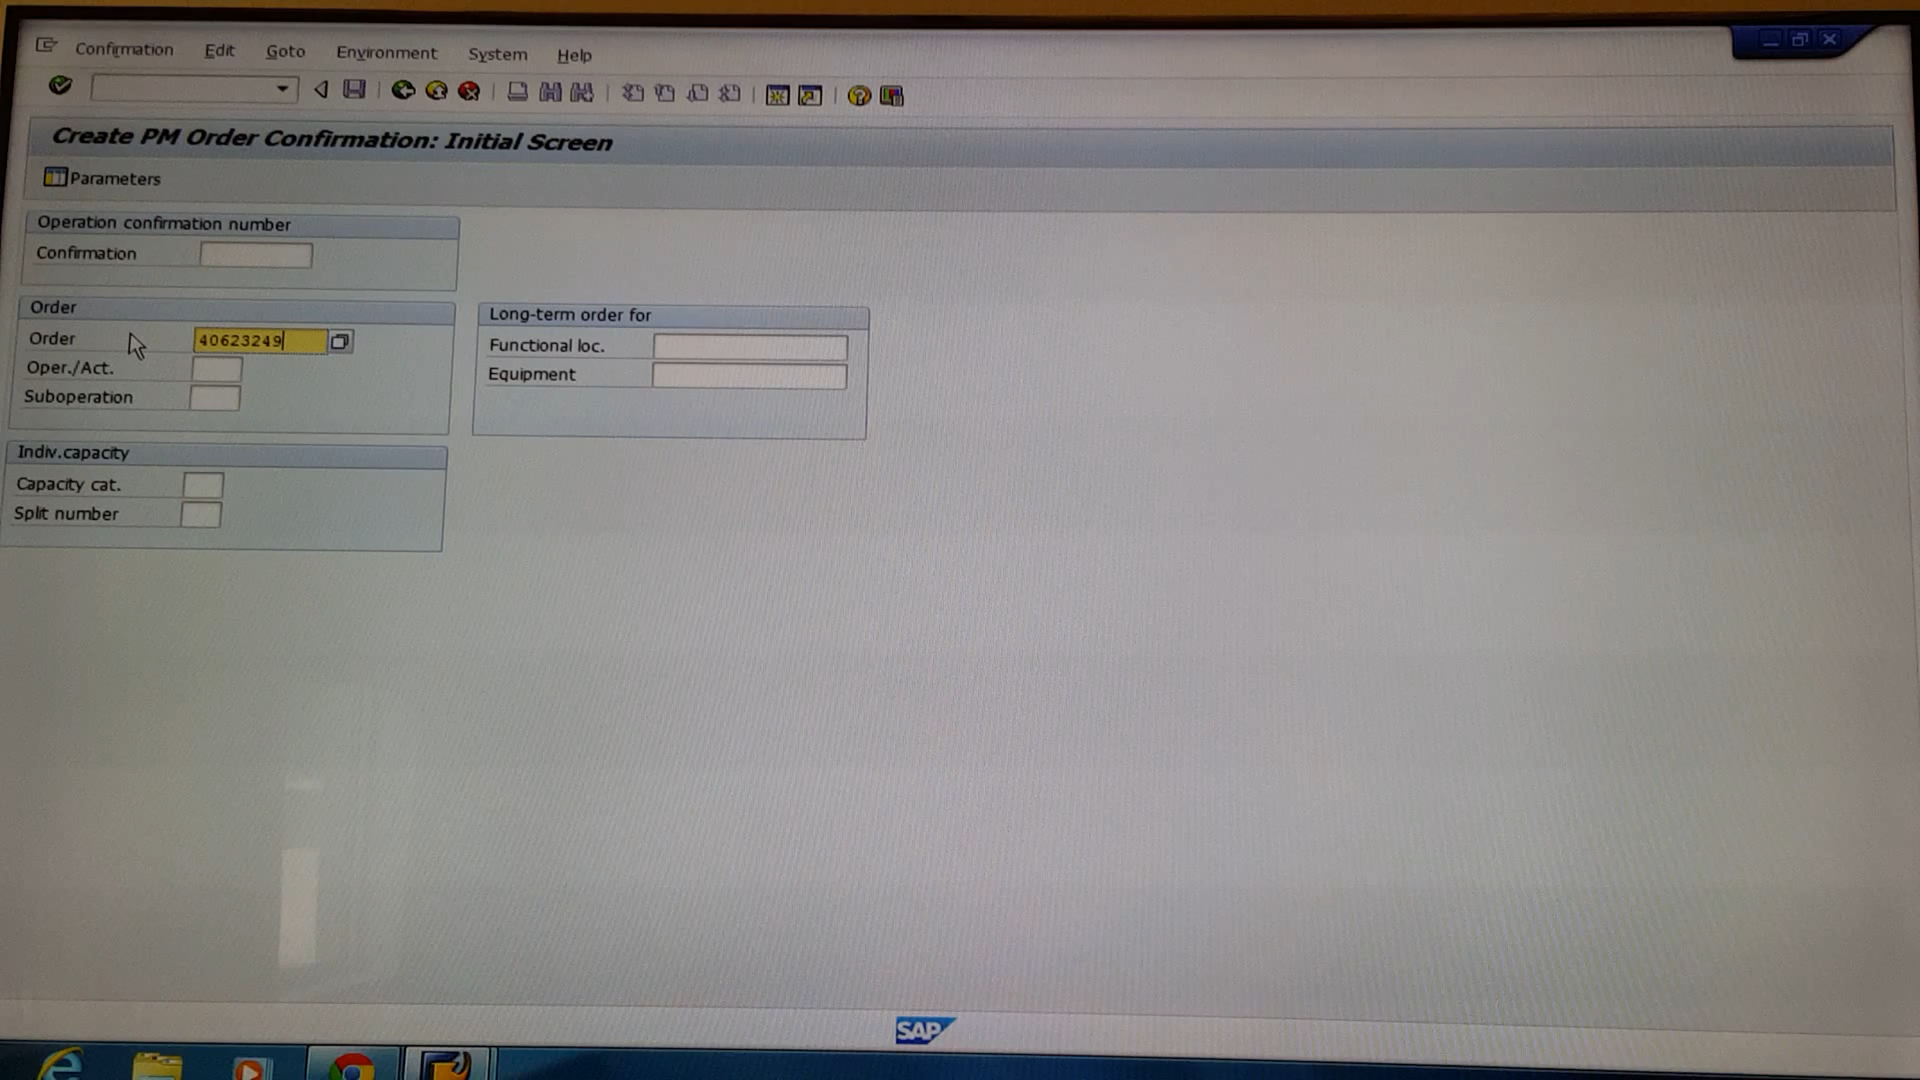 Confirmation Edit Goto Environment System Help
Create PM Order Confirmation: Initial Screen
Parameters
Operation confirmation number
Confirmation
Order
Order 40623249
Oper./Act.
Suboperation
Long-term order for
Functional loc.
Equipment
Indiv.capacity
Capacity cat.
Split number
SAP